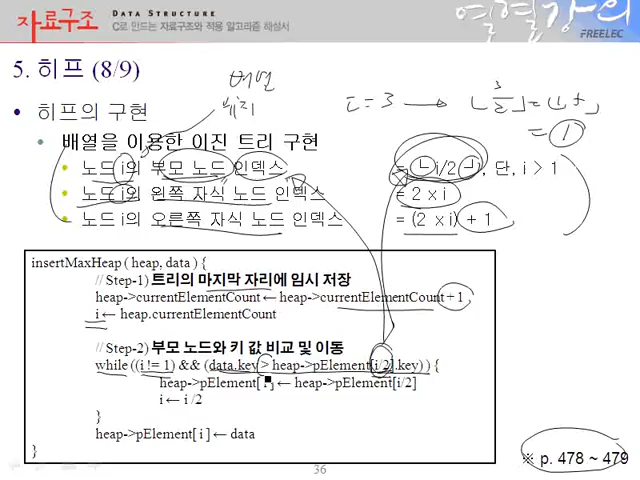 자료구조
DATA STRUCTURE
C로 만드는 자료구조와 적용 알고리즘 해설서
열혈강의
FREELEC
5. 히프 (8/9)
• 히프의 구현
배열
i = 3 → ⌊3/2⌋ = ⌊1.5⌋
= 1
• 배열을 이용한 이진 트리 구현
• 노드 i의 부모 노드 인덱스 = ⌊ i/2 ⌋, 단, i > 1
• 노드 i의 왼쪽 자식 노드 인덱스 = 2 x i
• 노드 i의 오른쪽 자식 노드 인덱스 = (2 x i) + 1
insertMaxHeap ( heap, data ) {
// Step-1) 트리의 마지막 자리에 임시 저장
heap->currentElementCount ← heap->currentElementCount + 1
i ← heap.currentElementCount
// Step-2) 부모 노드와 키 값 비교 및 이동
while ((i != 1) && (data.key > heap->pElement[i/2].key) ) {
heap->pElement[ i ] ← heap->pElement[i/2]
i ← i /2
}
heap->pElement[ i ] ← data
}
※ p. 478 ~ 479
36